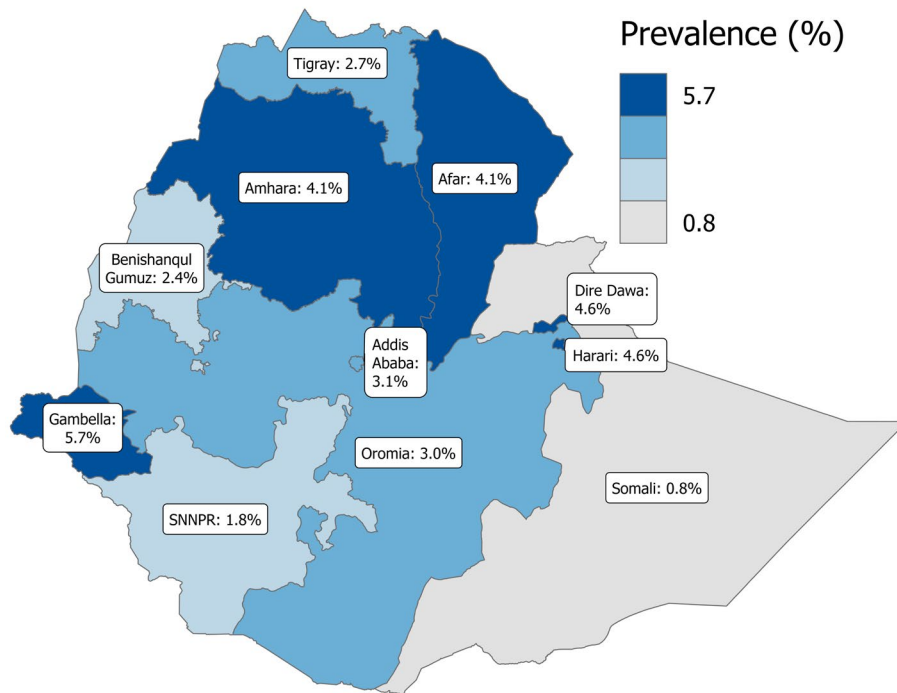 Prevalence (%)
5.7
0.8
Tigray: 2.7%
Amhara: 4.1%
Afar: 4.1%
Benishanqul
Gumuz: 2.4%
Dire Dawa:
4.6%
Addis
Ababa:
3.1%
Harari: 4.6%
Gambella:
5.7%
Oromia: 3.0%
Somali: 0.8%
SNNPR: 1.8%